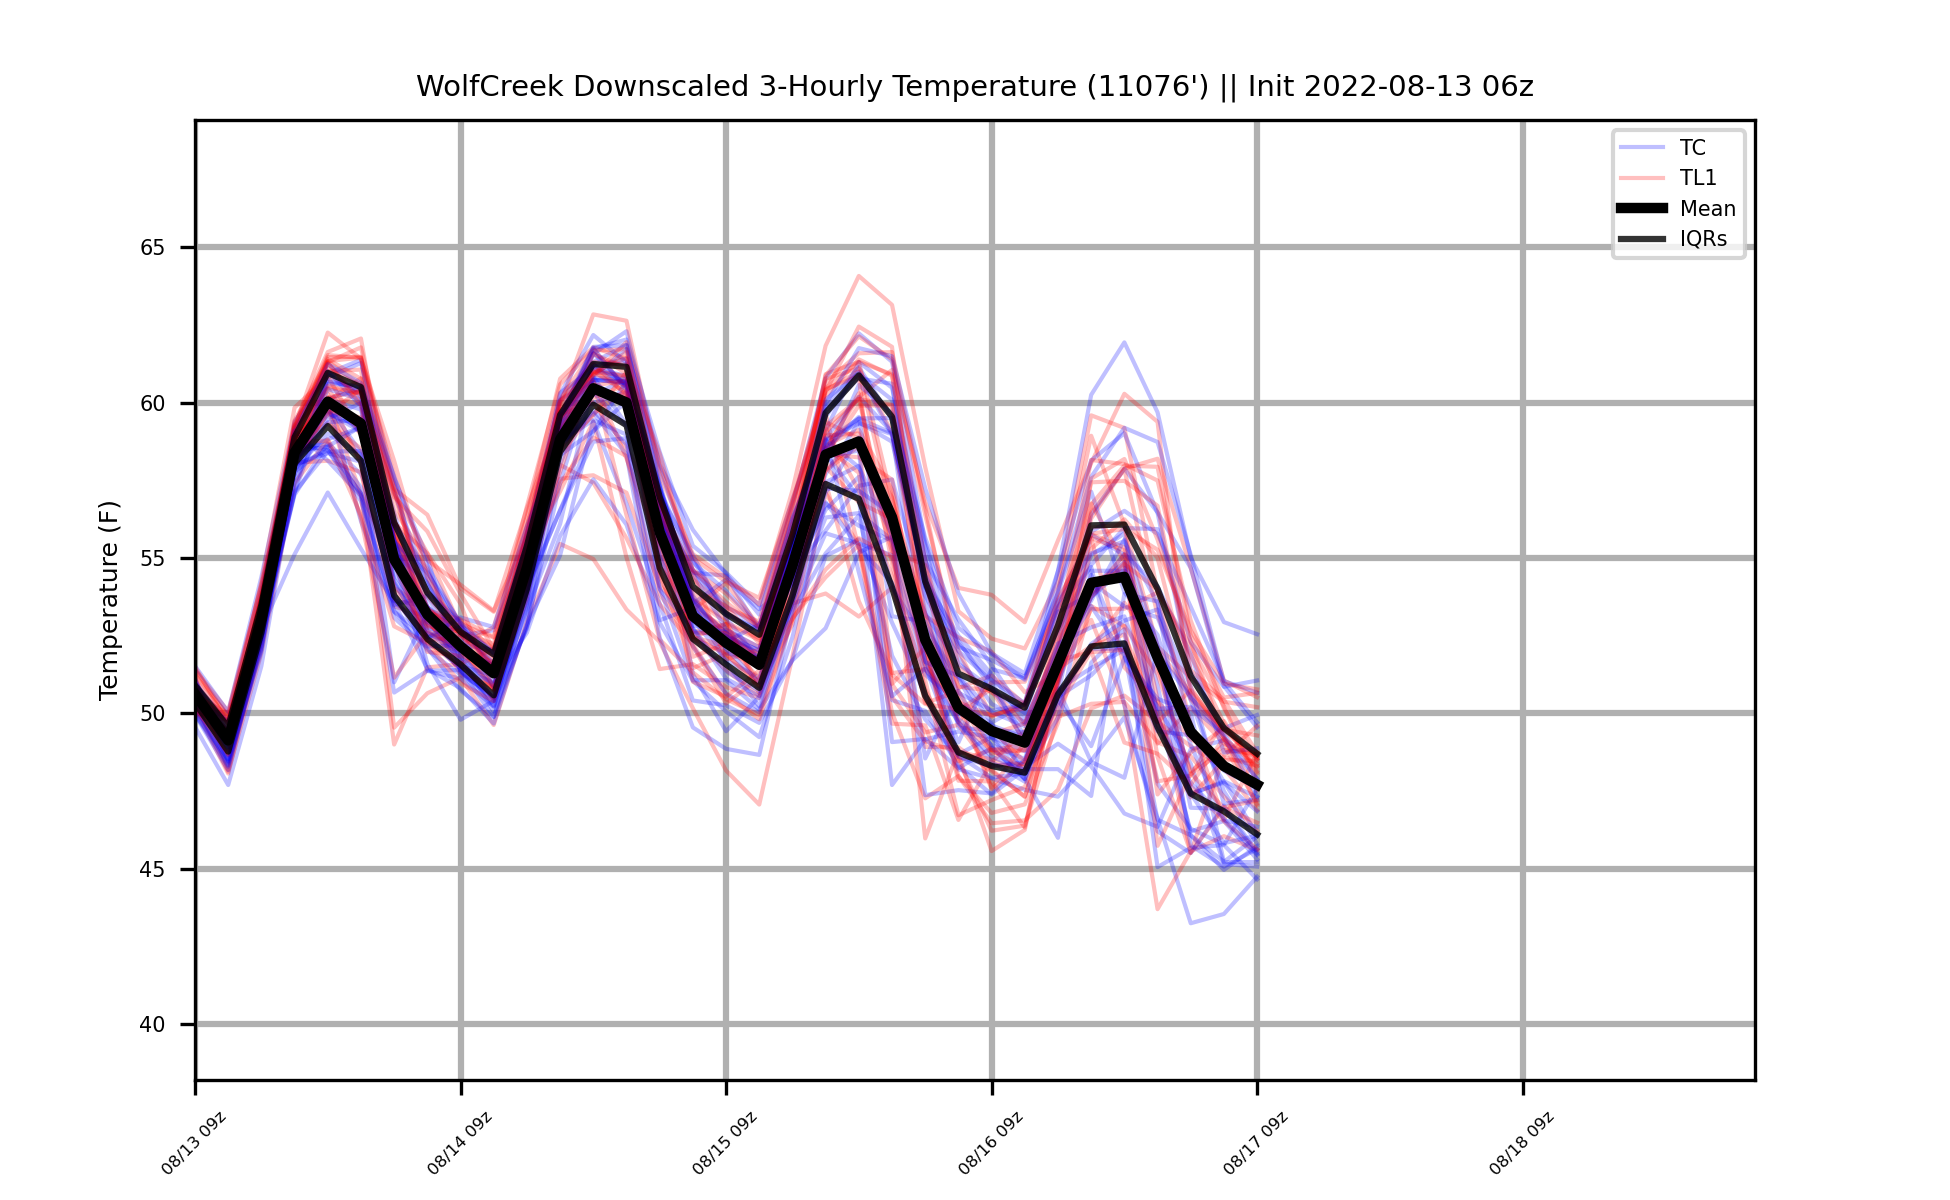 WolfCreek Downscaled 3-Hourly Temperature (11076') || Init 2022-08-13 06z
TC
TL1
Mean
IQRs
Temperature (F)
65
60
55
50
45
40
08/13 09z
08/14 09z
08/15 09z
08/16 09z
08/17 09z
08/18 09z